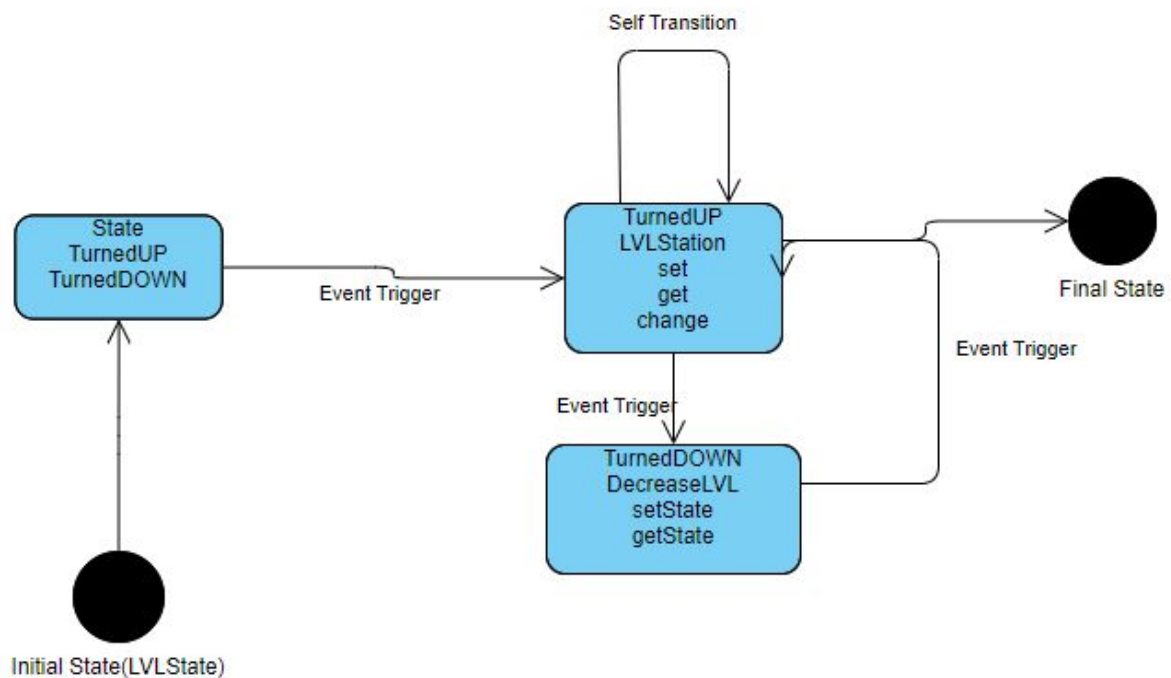 Self Transition
State
TurnedUP
TurnedDOWN
Event Trigger
TurnedUP
LVLStation
set
get
change
Final State
Event Trigger
Event Trigger
TurnedDOWN
DecreaseLVL
setState
getState
Initial State(LVLState)